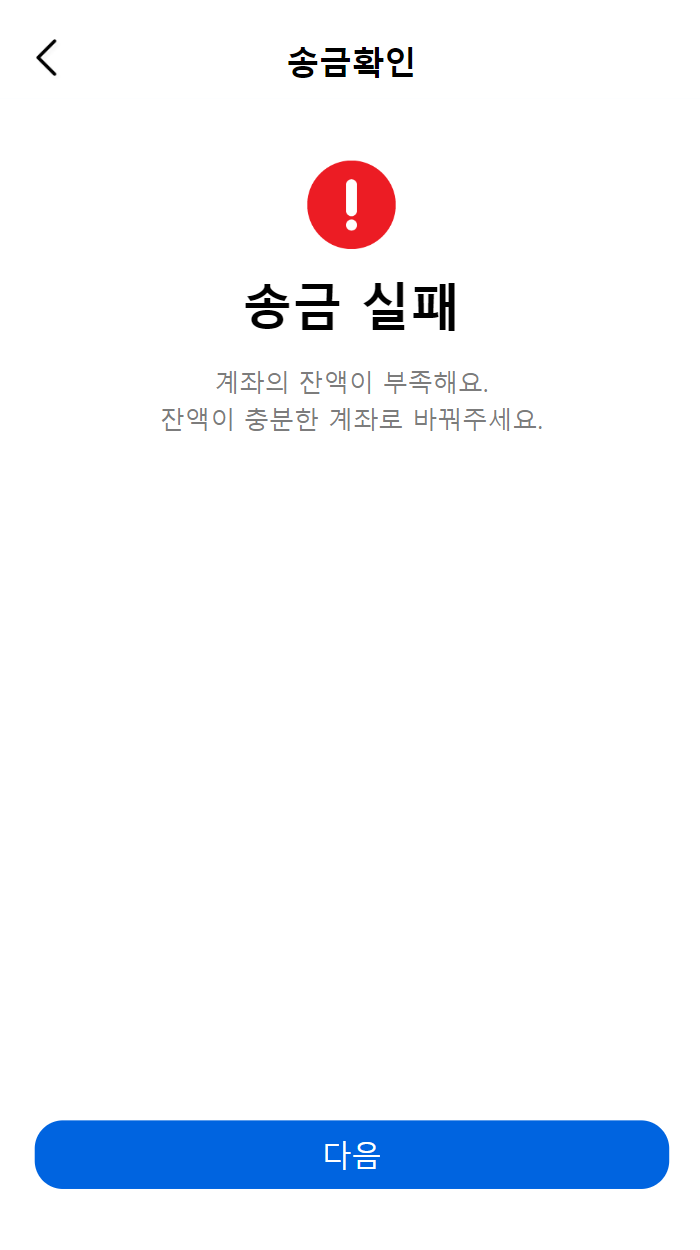 송금확인
송금 실패
계좌의 잔액이 부족해요.
잔액이 충분한 계좌로 바꿔주세요.
다음